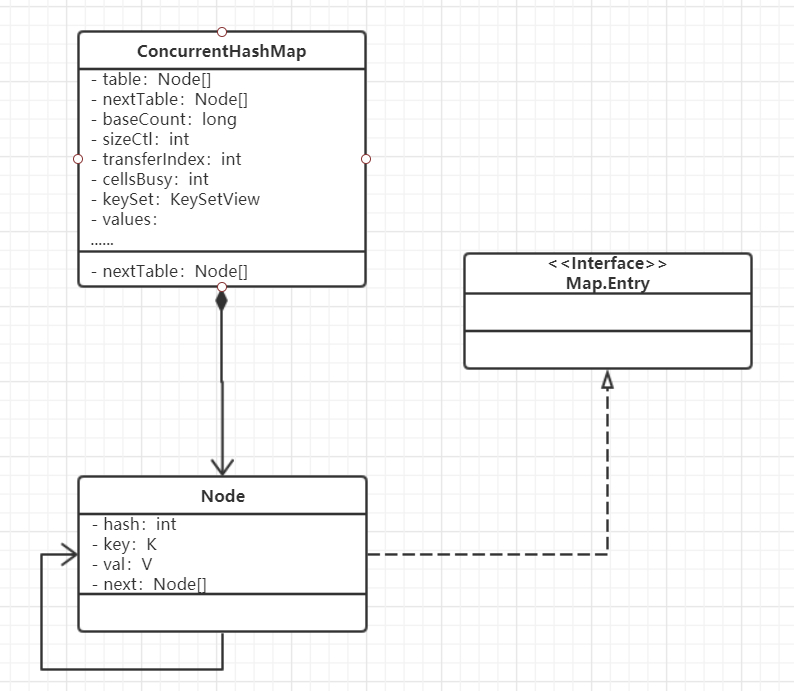 ConcurrentHashMap
- table：Node[]
- nextTable：Node[]
- baseCount：long
- sizeCtl：int
- transferIndex：int
- cellsBusy：int
- keySet：KeySetView
- values：
......
- nextTable：Node[]
<<Interface>>
Map.Entry
Node
- hash：int
- key：K
- val：V
- next：Node[]